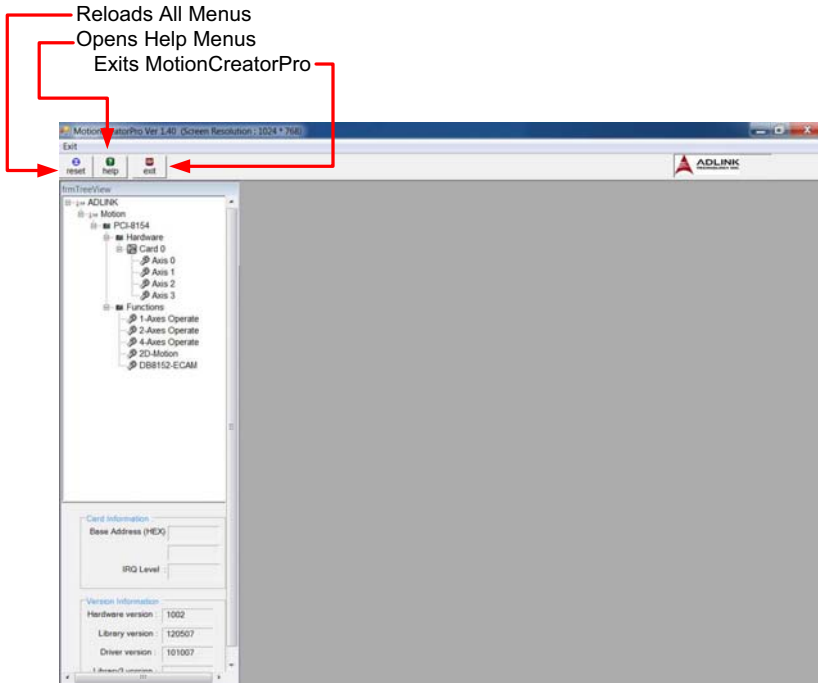 Reloads All Menus
Opens Help Menus
Exits MotionCreatorPro
MotionCreatorPro Ver 1.40 (Screen Resolution : 1024 * 768)
Exit
reset help exit
ADLINK
TECHNOLOGY INC.
frmTreeView
ADLINK
Motion
PCI-8154
Hardware
Card 0
Axis 0
Axis 1
Axis 2
Axis 3
Functions
1-Axes Operate
2-Axes Operate
4-Axes Operate
2D-Motion
DB8152-ECAM
Card Information
Base Address (HEX)
IRQ Level :
Version Information
Hardware version : 1002
Library version : 120507
Driver version : 101007